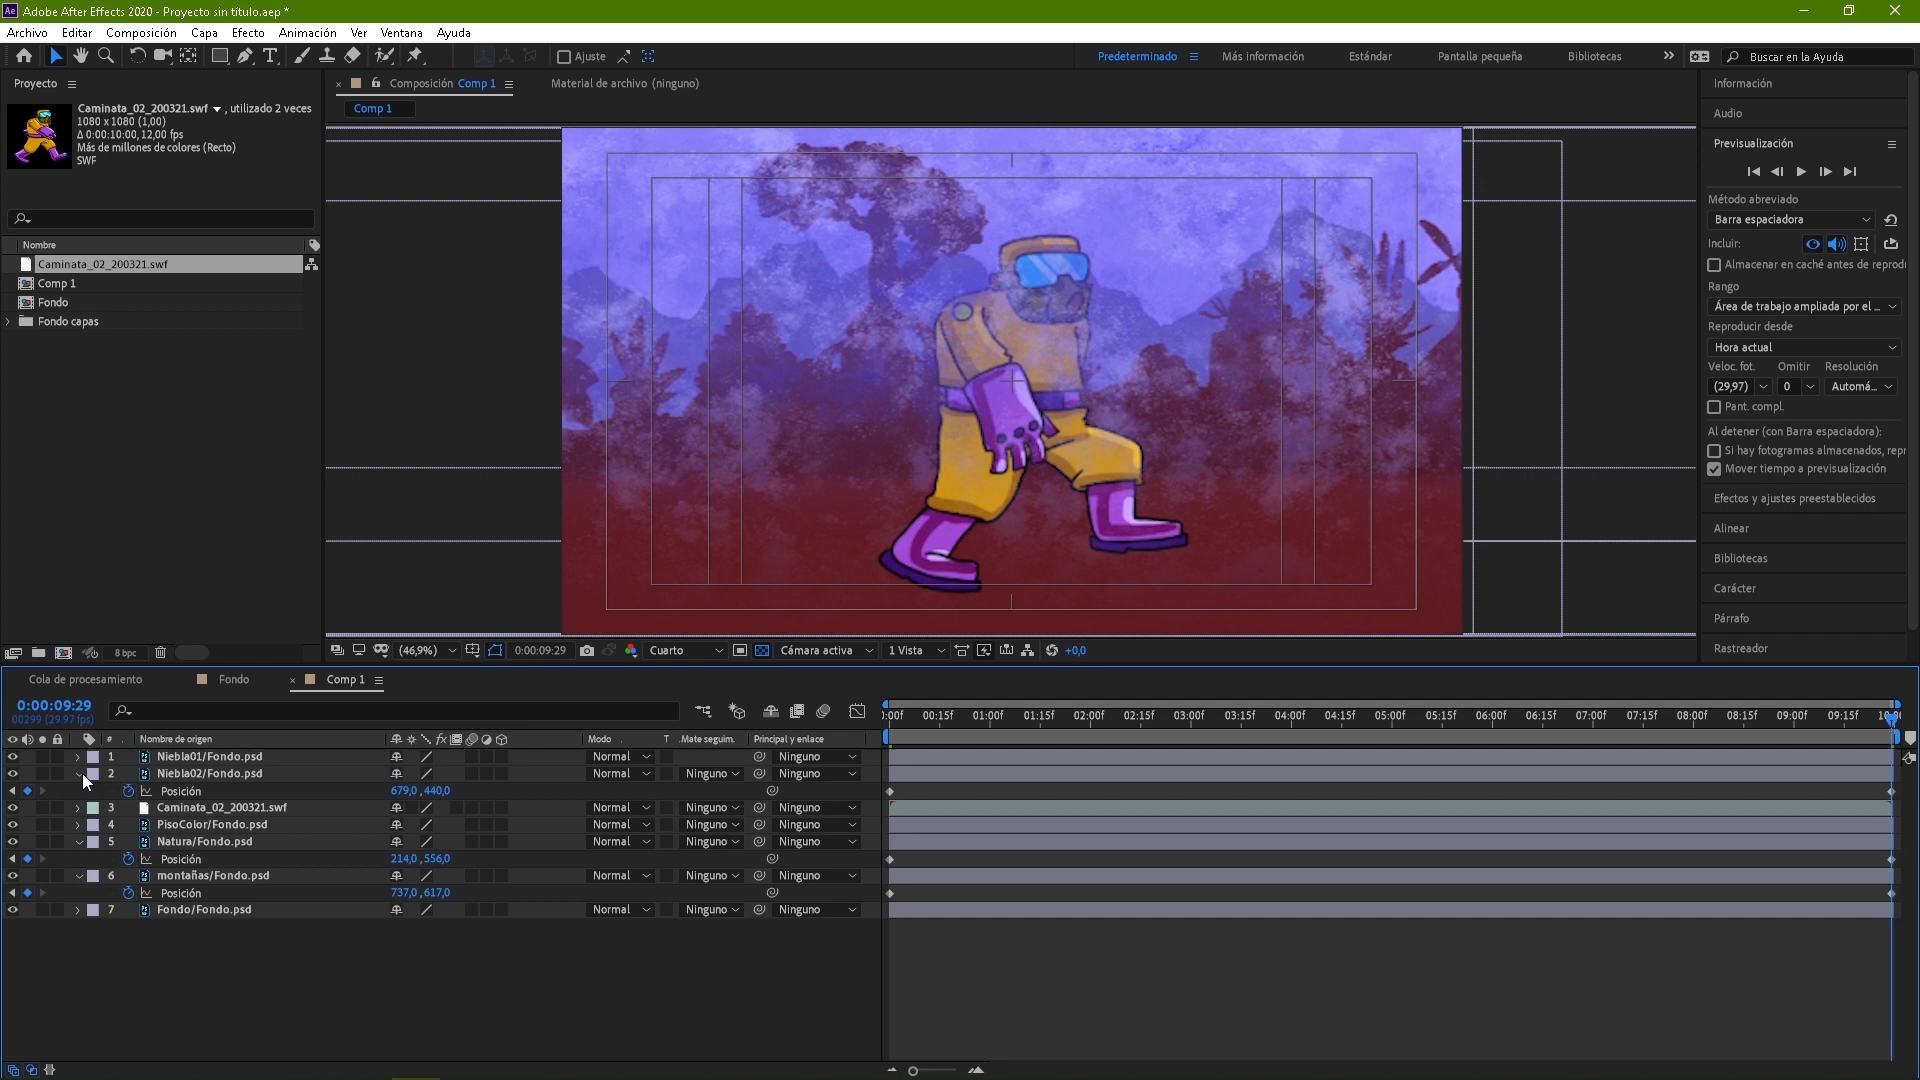 Adobe After Effects 2020 - Proyecto sin título.aep *
Archivo Editar Composición Capa Efecto Animación Ver Ventana Ayuda
Ajuste Predeterminado Más información Estándar Pantalla pequeña Bibliotecas Buscar en la Ayuda
Proyecto
Caminata_02_200321.swf , utilizado 2 veces
1080 x 1080 (1,00)
Δ 0:00:10:00, 12,00 fps
Más de millones de colores (Recto)
SWF
Nombre
Caminata_02_200321.swf
Comp 1
Fondo
Fondo capas
8 bpc
Composición Comp 1
Material de archivo (ninguno)
Comp 1
(46,9%) 0:00:09:29 Cuarto Cámara activa 1 Vista +0,0
Información
Audio
Previsualización
Método abreviado
Barra espaciadora
Incluir:
Almacenar en caché antes de reprodu
Rango
Área de trabajo ampliada por el ...
Reproducir desde
Hora actual
Veloc. fot. Omitir Resolución
(29,97) 0 Automá...
Pant. compl.
Al detener (con Barra espaciadora):
Si hay fotogramas almacenados, repr
Mover tiempo a previsualización
Efectos y ajustes preestablecidos
Alinear
Bibliotecas
Carácter
Párrafo
Rastreador
Cola de procesamiento Fondo Comp 1
0:00:09:29
00299 (29.97 fps)
0:00f 00:15f 01:00f 01:15f 02:00f 02:15f 03:00f 03:15f 04:00f 04:15f 05:00f 05:15f 06:00f 06:15f 07:00f 07:15f 08:00f 08:15f 09:00f 09:15f
# Nombre de origen fx Modo T .Mate seguim. Principal y enlace
1 Niebla01/Fondo.psd Normal Ninguno
2 Niebla02/Fondo.psd Normal Ninguno Ninguno
Posición 679,0 ,440,0
3 Caminata_02_200321.swf Normal Ninguno Ninguno
4 PisoColor/Fondo.psd Normal Ninguno Ninguno
5 Natura/Fondo.psd Normal Ninguno Ninguno
Posición 214,0 ,556,0
6 montañas/Fondo.psd Normal Ninguno Ninguno
Posición 737,0 ,617,0
7 Fondo/Fondo.psd Normal Ninguno Ninguno